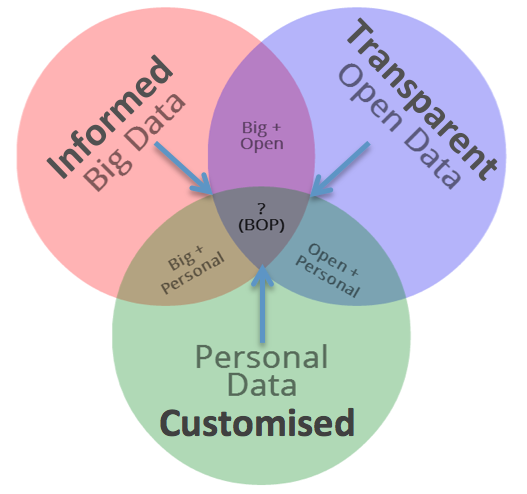 Informed
Big Data
Transparent
Open Data
Big +
Open
?
(BOP)
Big +
Personal
Open +
Personal
Personal
Data
Customised